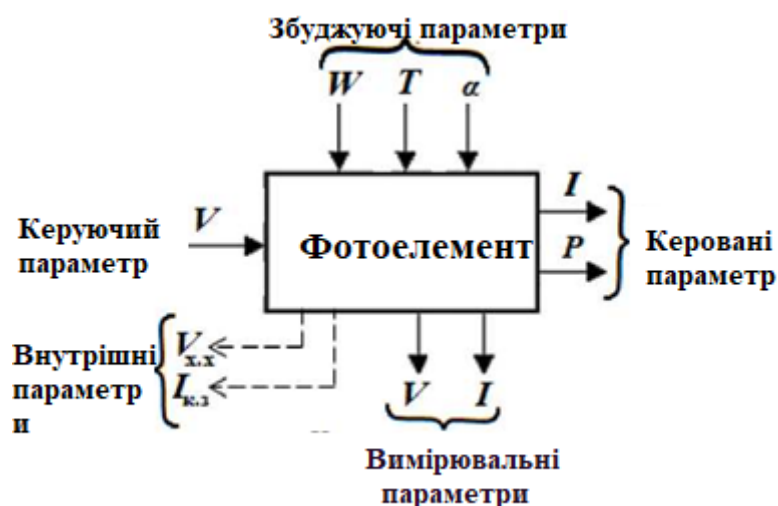 Збуджуючі параметри
W T α
I
V
Керуючий
параметр
Фотоелемент
P
Керовані
параметр
Внутрішні
параметр
и
Vх.х
Iк.з
V I
Вимірювальні
параметри